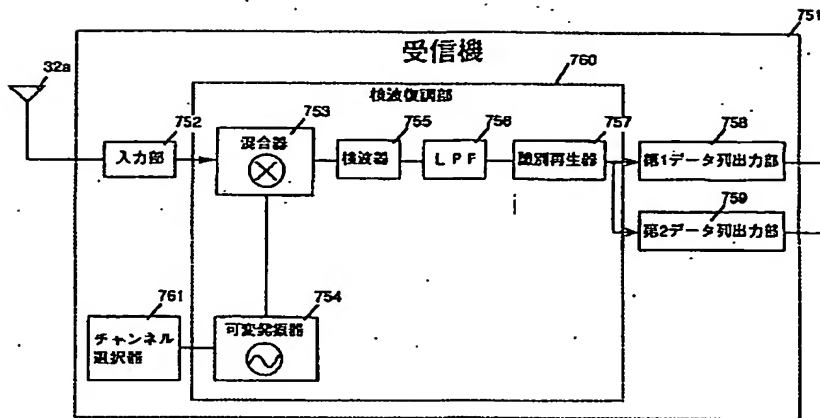 751
受信機
32a
760
検波復調部
752
入力部
753
混合器
755
検波器
756
LPF
757
識別再生器
758
第1データ列出力部
759
第2データ列出力部
761
チャンネル
選択器
754
可変発振器